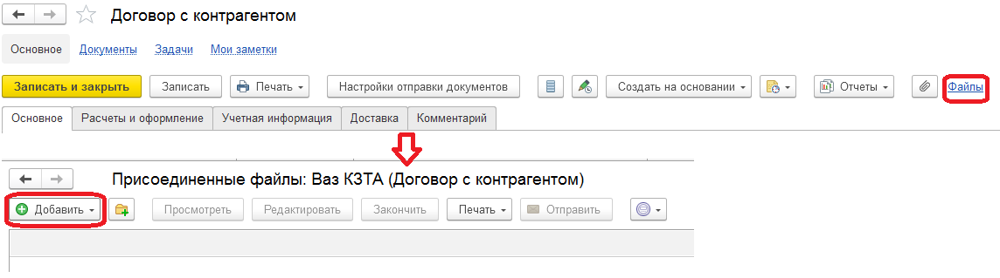 Договор с контрагентом
Основное Документы Задачи Мои заметки
Записать и закрыть Записать Печать Настройки отправки документов Создать на основании Отчеты Файлы
Основное Расчеты и оформление Учетная информация Доставка Комментарий
Присоединенные файлы: Ваз КЗТА (Договор с контрагентом)
Добавить Просмотреть Редактировать Закончить Печать Отправить